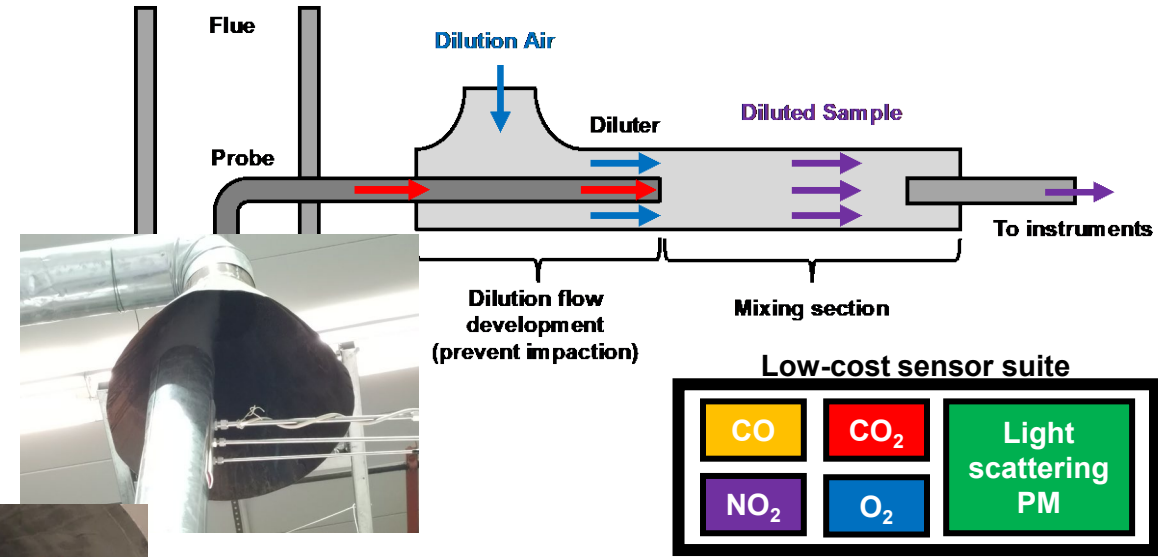 Flue
Dilution Air
Diluter
Diluted Sample
Probe
To instruments
Dilution flow
development
(prevent impaction)
Mixing section
Low-cost sensor suite
CO
CO₂
Light
scattering
PM
NO₂
O₂